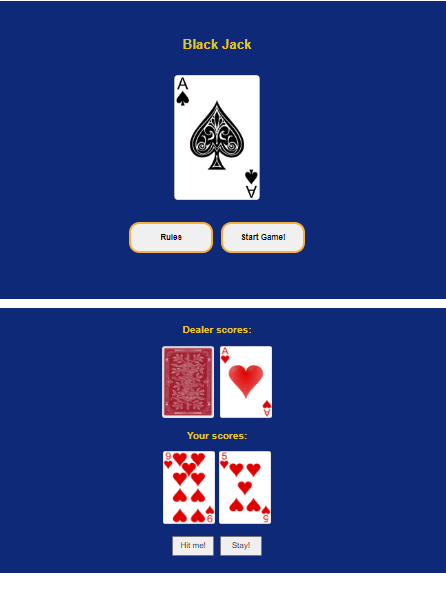 Black Jack
A
A
Rules
Start Game!
Dealer scores:
A
A
Your scores:
9
9
5
5
Hit me!
Stay!